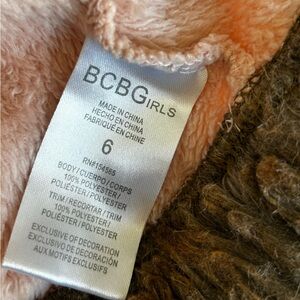 BCBGIRLS
MADE IN CHINA
HECHO EN CHINA
FABRIQUÉ EN CHINE
6
RN#154565
BODY/CUERPO/CORPS
100% POLYESTER/
POLIÉSTER/POLYESTER
TRIM/RECORTAR/TRIM
100% POLYESTER/
POLIÉSTER/POLYESTER
EXCLUSIVE OF DECORATION
EXCLUSIVO DE DECORACIÓN
AUX MOTIFS EXCLUSIFS